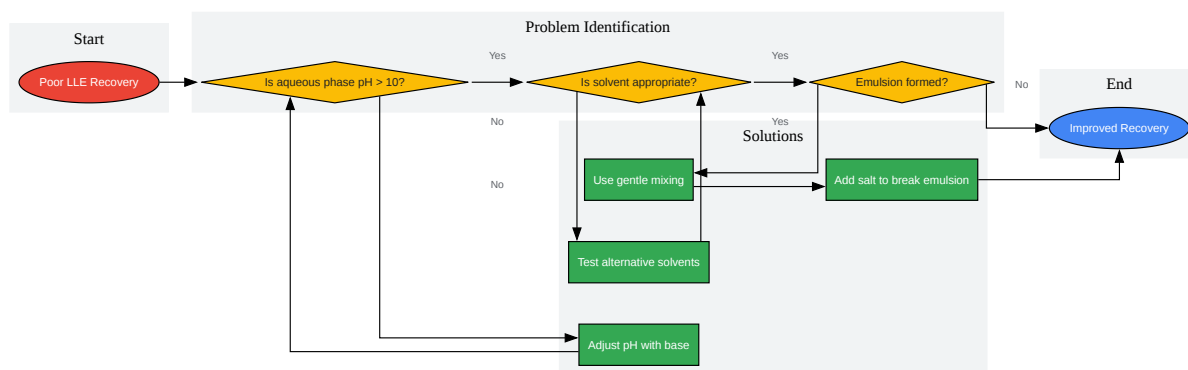 Problem Identification
Start
End
Solutions
Poor LLE Recovery
Is aqueous phase pH > 10?
Yes
Is solvent appropriate?
Yes
Emulsion formed?
No
Improved Recovery
No
Yes
No
Use gentle mixing
Add salt to break emulsion
Test alternative solvents
Adjust pH with base